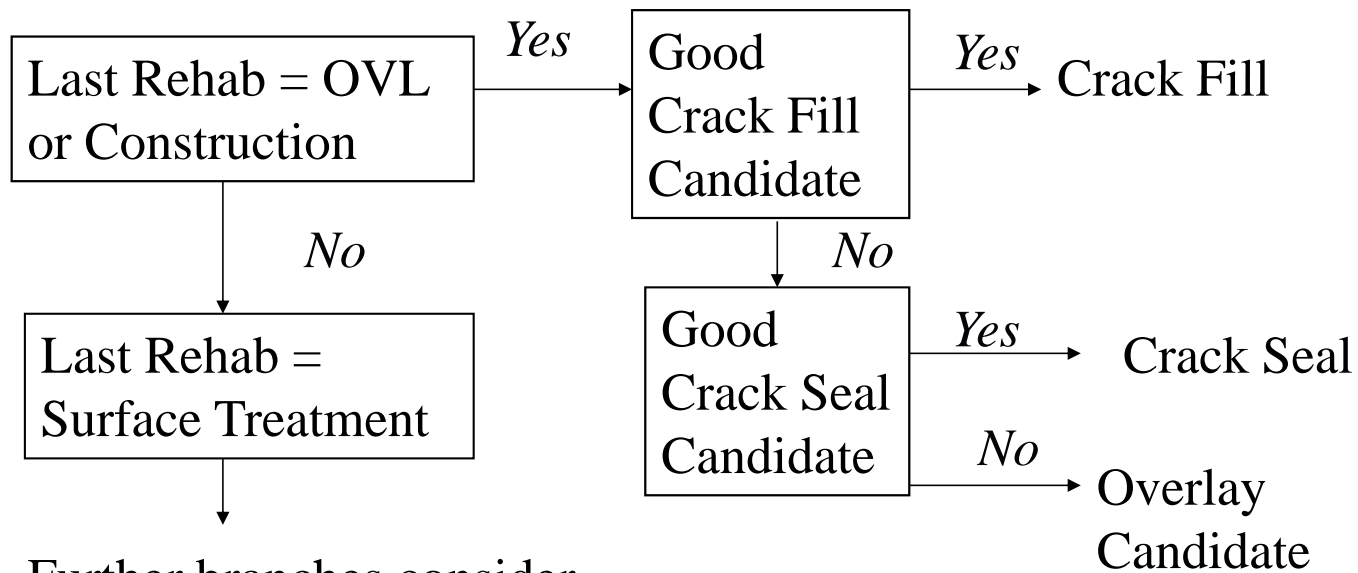 Last Rehab = OVL
or Construction
Yes
Good
Crack Fill
Candidate
Yes
Crack Fill
No
No
Last Rehab =
Surface Treatment
Good
Crack Seal
Candidate
Yes
Crack Seal
No
Overlay
Candidate
Further branches consider